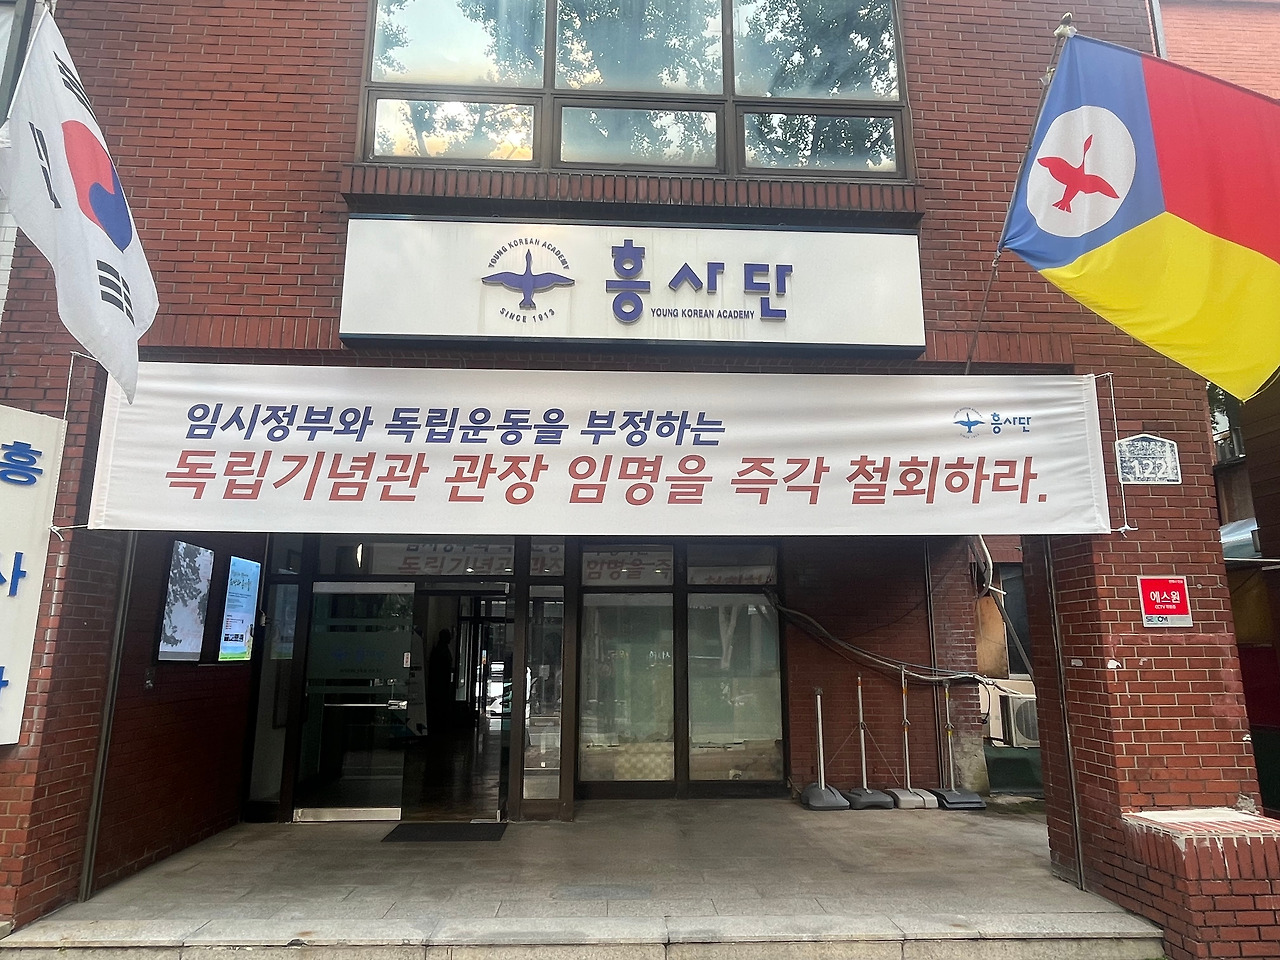 YOUNG KOREAN ACADEMY
SINCE 1913
흥사단
YOUNG KOREAN ACADEMY
임시정부와 독립운동을 부정하는
흥사단
독립기념관 관장 임명을 즉각 철회하라.
흥
사
122
에스원
CCTV
SECOM